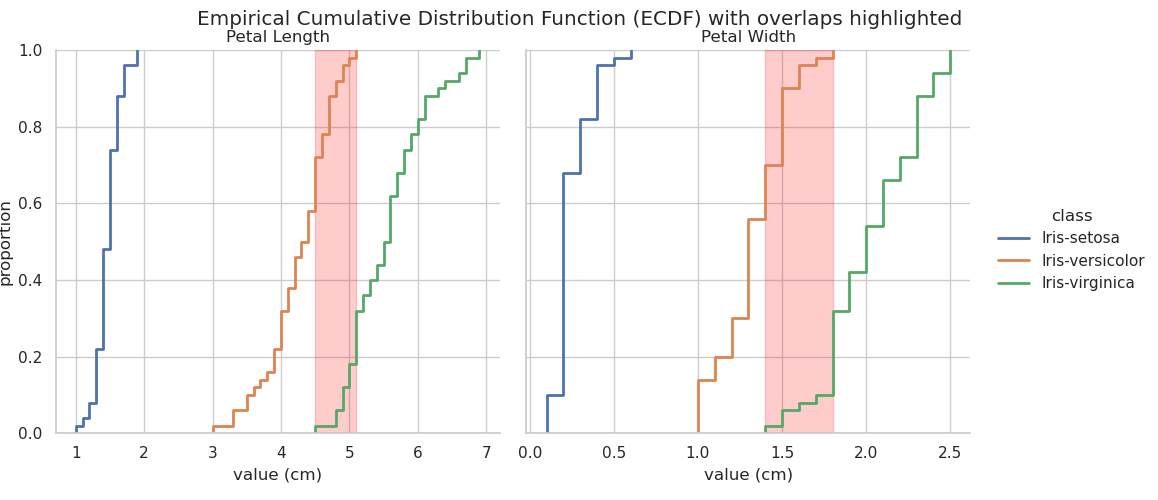 Empirical Cumulative Distribution Function (ECDF) with overlaps highlighted
Petal Length
Petal Width
proportion
1.0
0.8
0.6
0.4
0.2
0.0
1 2 3 4 5 6 7
value (cm)
0.0 0.5 1.0 1.5 2.0 2.5
value (cm)
class
Iris-setosa
Iris-versicolor
Iris-virginica